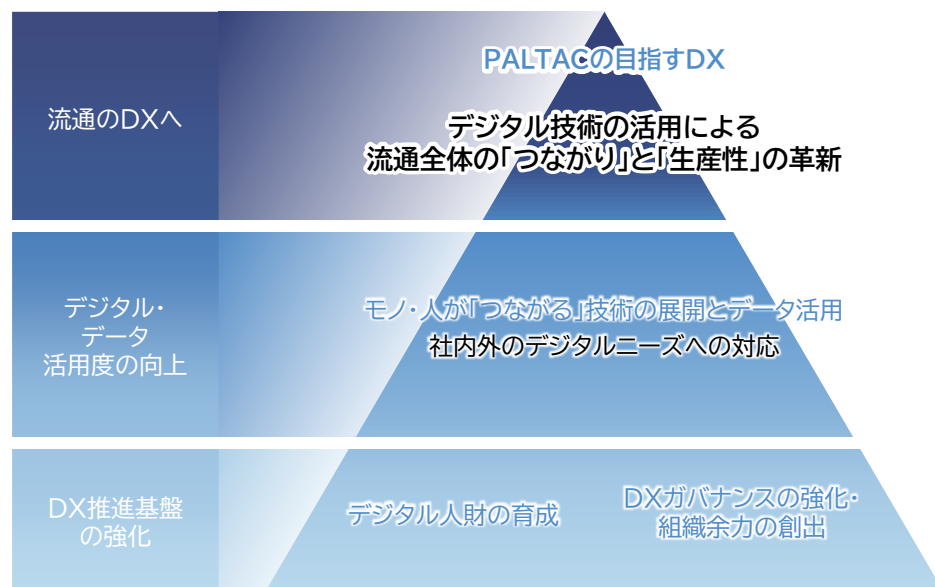 流通のDXへ
PALTACの目指すDX
デジタル技術の活用による
流通全体の「つながり」と「生産性」の革新
デジタル・
データ
活用度の向上
モノ・人が「つながる」技術の展開とデータ活用
社内外のデジタルニーズへの対応
DX推進基盤
の強化
デジタル人財の育成
DXガバナンスの強化・
組織余力の創出